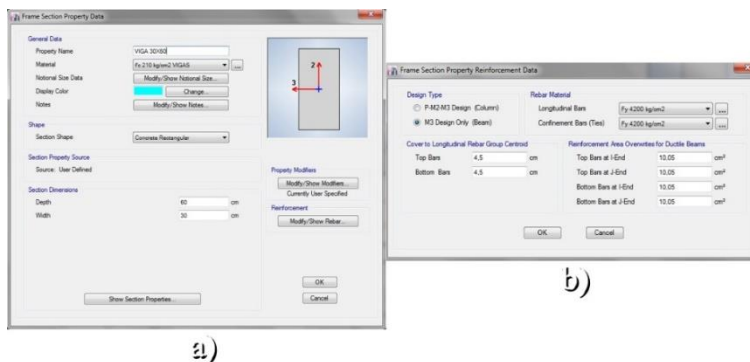 Frame Section Property Data
General Data
Property Name VIGA 30X60
Material Fc 210 kg/cm2 VIGAS ...
Notional Size Data Modify/Show Notional Size...
Display Color Change...
Notes Modify/Show Notes...
Shape
Section Shape Concrete Rectangular
Section Property Source
Source: User Defined
Section Dimensions
Depth 60 cm
Width 30 cm
Show Section Properties...
2
3
Property Modifiers
Modify/Show Modifiers...
Currently User Specified
Reinforcement
Modify/Show Rebar...
OK
Cancel
a)
Frame Section Property Reinforcement Data
Design Type
P-M2-M3 Design (Column)
M3 Design Only (Beam)
Rebar Material
Longitudinal Bars Fy 4200 kg/cm2 ...
Confinement Bars (Ties) Fy 4200 kg/cm2 ...
Cover to Longitudinal Rebar Group Centroid
Top Bars 4,5 cm
Bottom Bars 4,5 cm
Reinforcement Area Overwrites for Ductile Beams
Top Bars at I-End 10,05 cm²
Top Bars at J-End 10,05 cm²
Bottom Bars at I-End 10,05 cm²
Bottom Bars at J-End 10,05 cm²
OK Cancel
b)